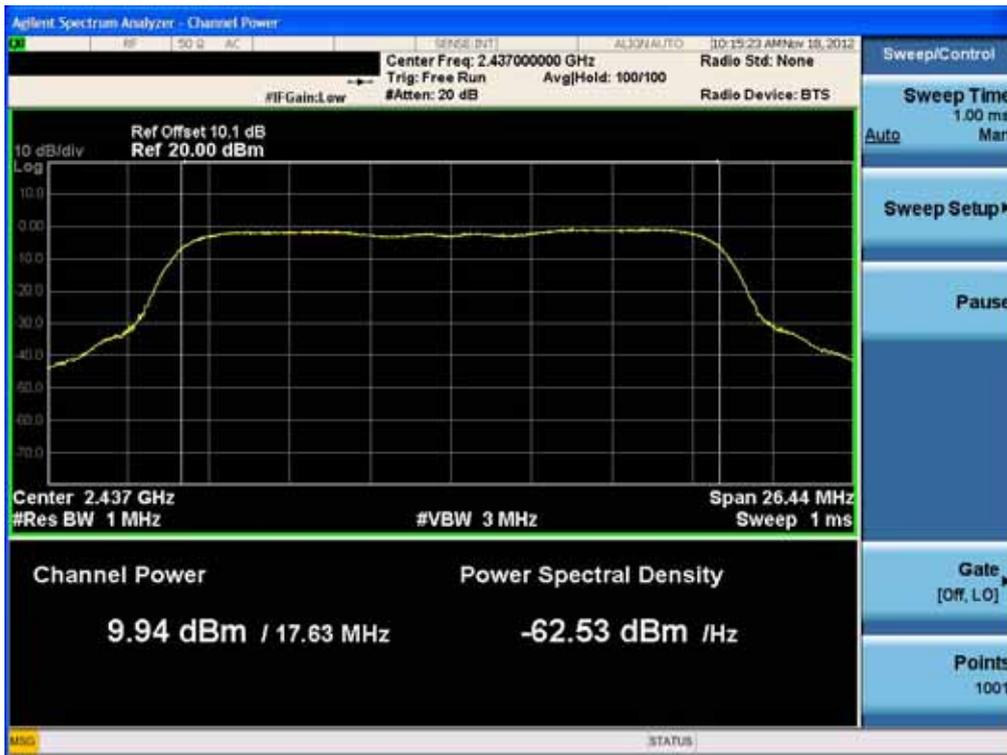 Agilent Spectrum Analyzer - Channel Power
RF 50 Ω AC SENSE:INT ALIGN AUTO 10:15:23 AM Nov 18, 2012
Center Freq: 2.437000000 GHz Radio Std: None
Trig: Free Run Avg|Hold: 100/100
#IFGain:Low #Atten: 20 dB Radio Device: BTS
Ref Offset 10.1 dB
10 dB/div Ref 20.00 dBm
Log
10.0
0.00
-10.0
-20.0
-30.0
-40.0
-50.0
-60.0
-70.0
Center 2.437 GHz Span 26.44 MHz
#Res BW 1 MHz #VBW 3 MHz Sweep 1 ms
Channel Power Power Spectral Density
9.94 dBm / 17.63 MHz -62.53 dBm /Hz
MSG STATUS
Sweep/Control
Sweep Time
1.00 ms
Auto Man
Sweep Setup
Pause
Gate
[Off, LO]
Points
1001